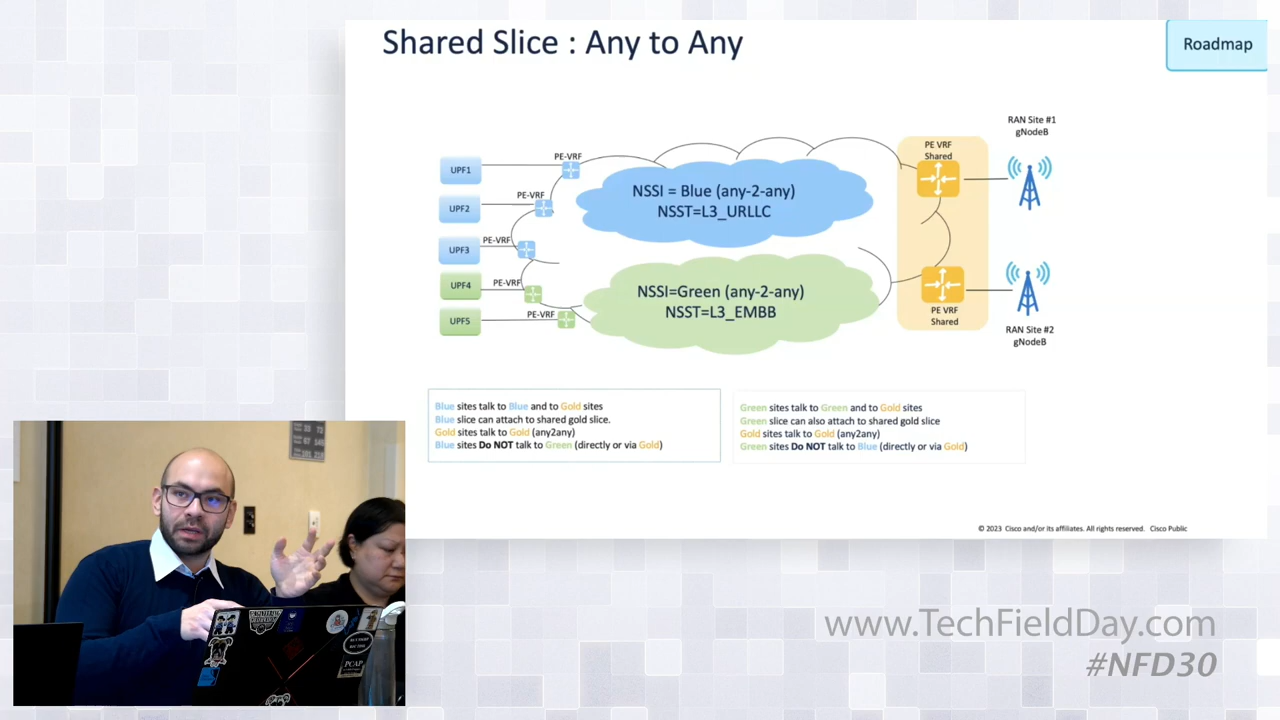 Shared Slice : Any to Any
Roadmap
RAN Site #1
gNodeB
PE VRF
Shared
UPF1
PE-VRF
NSSI = Blue (any-2-any)
NSST=L3_URLLC
UPF2
PE-VRF
UPF3
PE-VRF
UPF4
PE-VRF
NSSI=Green (any-2-any)
NSST=L3_EMBB
UPF5
PE-VRF
PE VRF
Shared
RAN Site #2
gNodeB
Blue sites talk to Blue and to Gold sites
Blue slice can attach to shared gold slice.
Gold sites talk to Gold (any2any)
Blue sites Do NOT talk to Green (directly or via Gold)
Green sites talk to Green and to Gold sites
Green slice can also attach to shared gold slice
Gold sites talk to Gold (any2any)
Green sites Do NOT talk to Blue (directly or via Gold)
© 2023 Cisco and/or its affiliates. All rights reserved. Cisco Public
PCAP
www.TechFieldDay.com
#NFD30